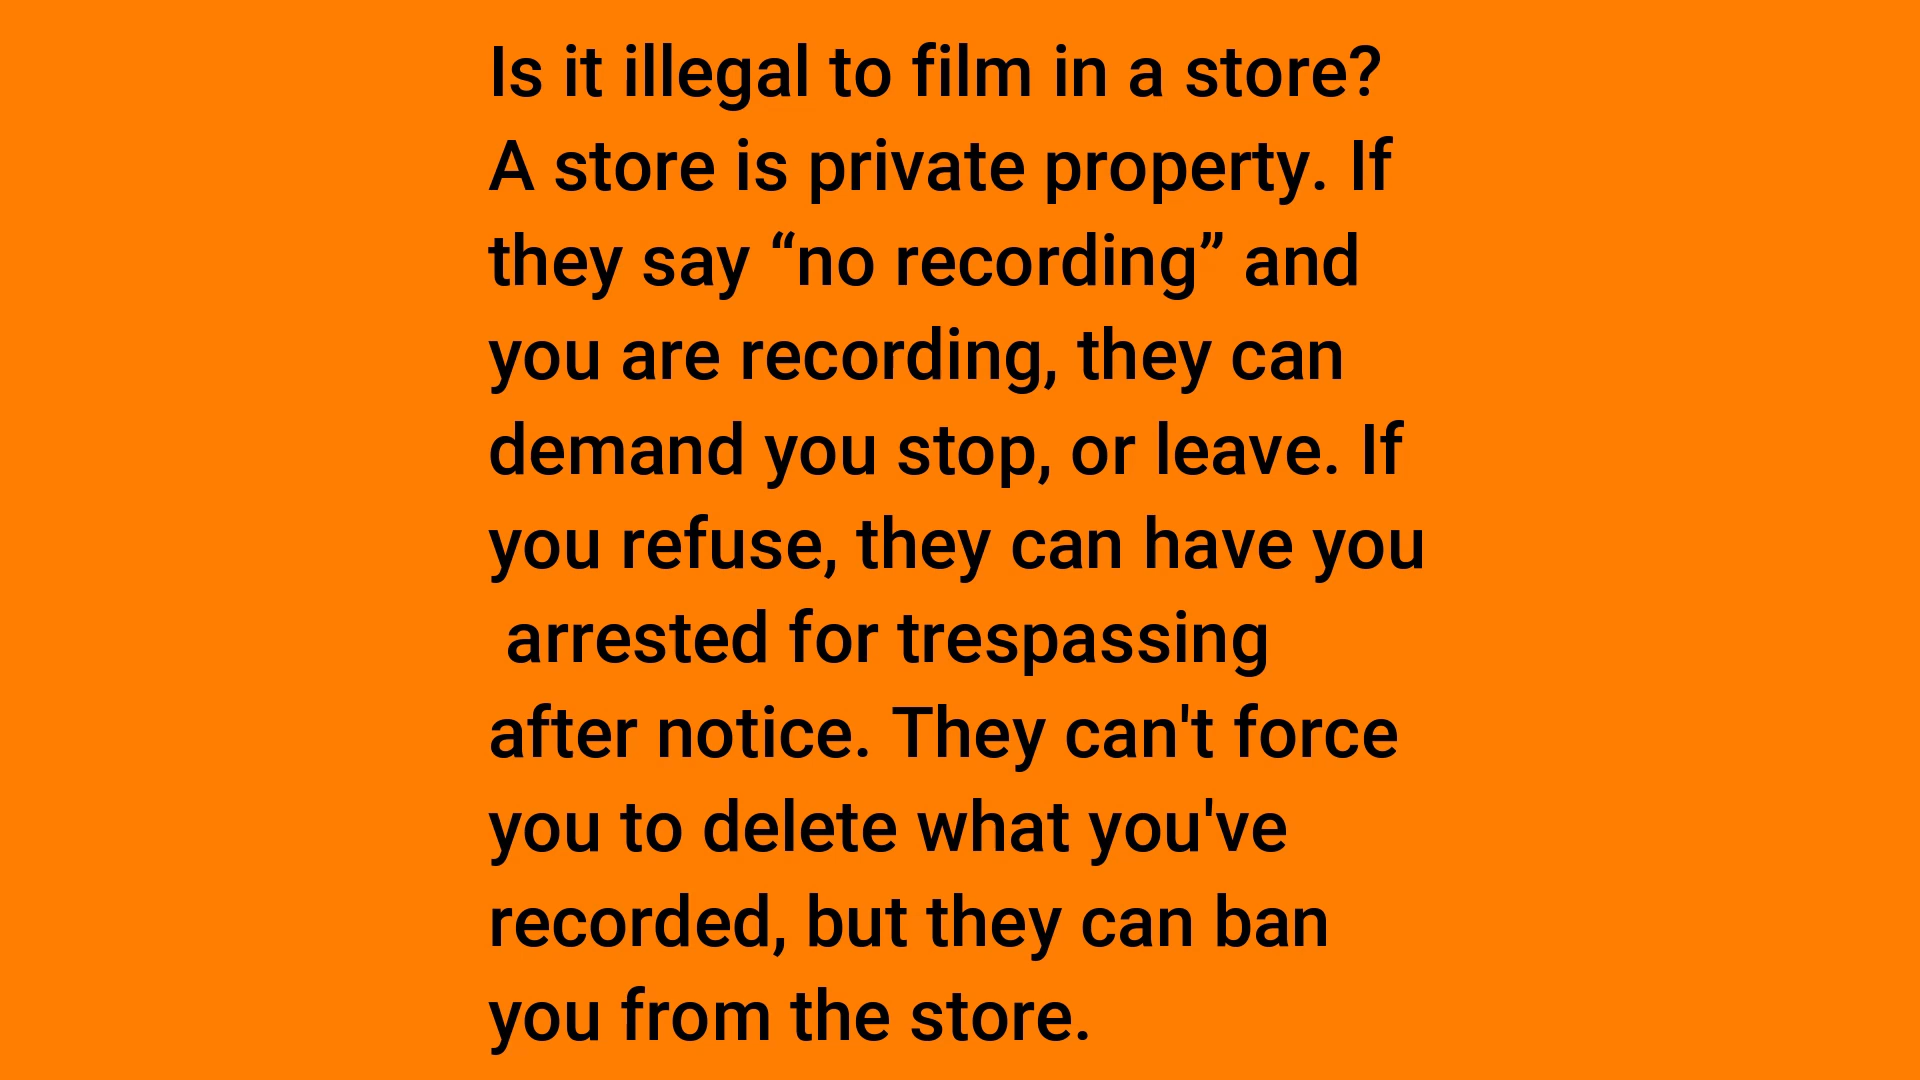 Is it illegal to film in a store?
A store is private property. If
they say “no recording” and
you are recording, they can
demand you stop, or leave. If
you refuse, they can have you
arrested for trespassing
after notice. They can't force
you to delete what you've
recorded, but they can ban
you from the store.